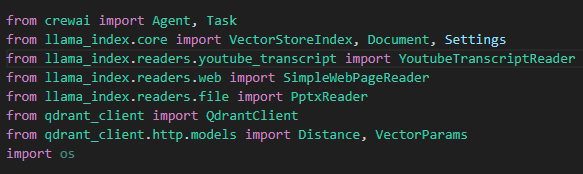 from crewai import Agent, Task
from llama_index.core import VectorStoreIndex, Document, Settings
from llama_index.readers.youtube_transcript import YoutubeTranscriptReader
from llama_index.readers.web import SimpleWebPageReader
from llama_index.readers.file import PptxReader
from qdrant_client import QdrantClient
from qdrant_client.http.models import Distance, VectorParams
import os